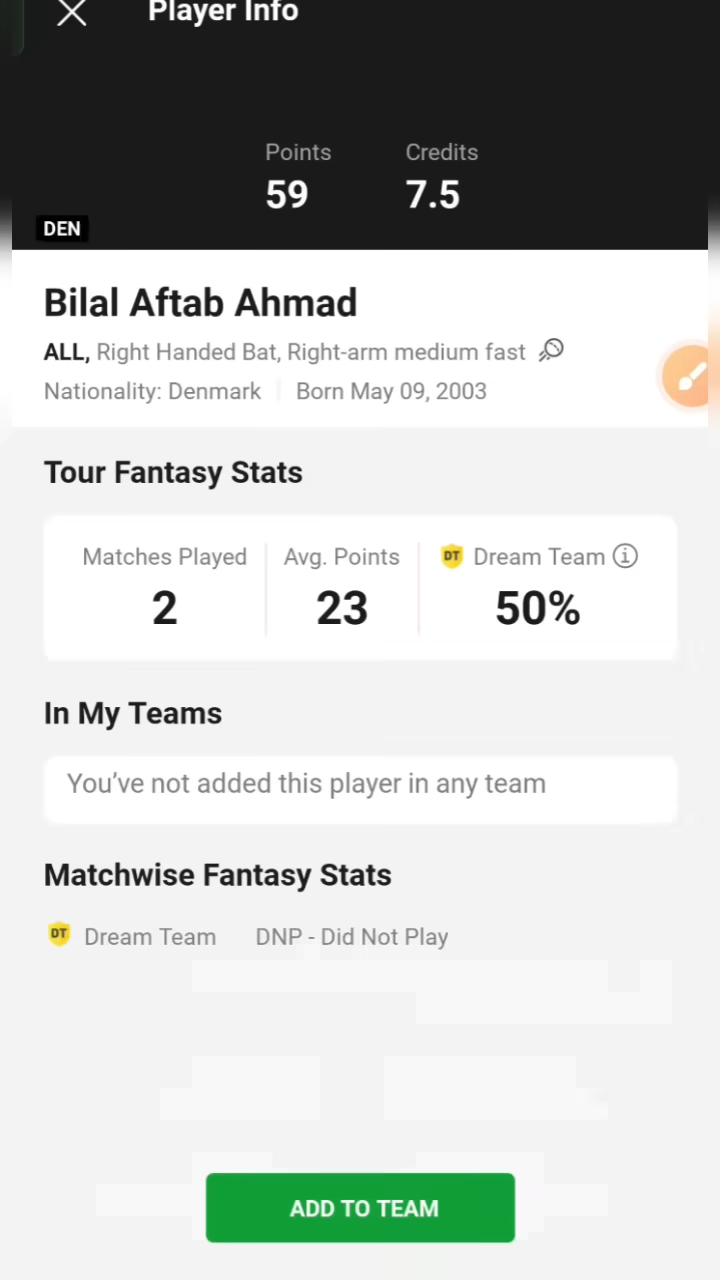 Player Info
Points Credits
59 7.5
DEN
Bilal Aftab Ahmad
ALL, Right Handed Bat, Right-arm medium fast
Nationality: Denmark Born May 09, 2003
Tour Fantasy Stats
Matches Played Avg. Points DT Dream Team
2 23 50%
In My Teams
You’ve not added this player in any team
Matchwise Fantasy Stats
DT Dream Team DNP - Did Not Play
ADD TO TEAM